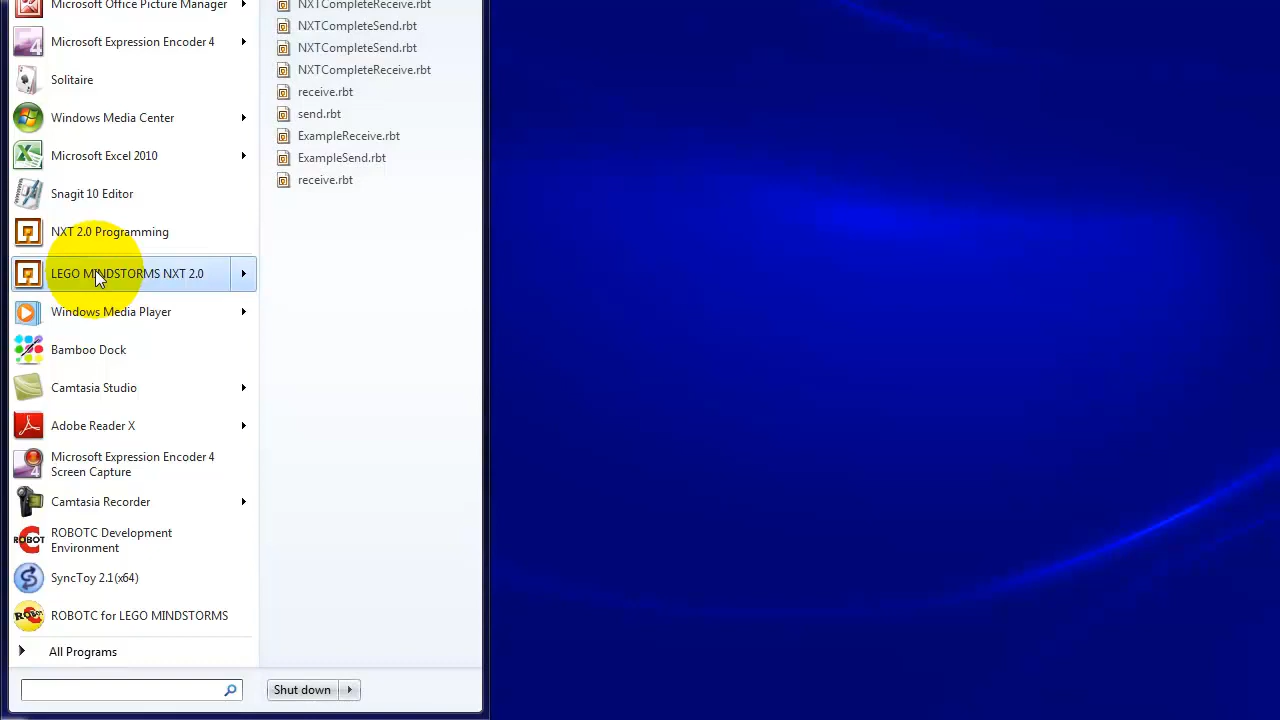 Microsoft Office Picture Manager
Microsoft Expression Encoder 4
4
Solitaire
Windows Media Center
Microsoft Excel 2010
Snagit 10 Editor
NXT 2.0 Programming
LEGO MINDSTORMS NXT 2.0
Windows Media Player
Bamboo Dock
Camtasia Studio
Adobe Reader X
Microsoft Expression Encoder 4
Screen Capture
4
Camtasia Recorder
ROBOTC Development
Environment
ROBOT
SyncToy 2.1(x64)
ROBOTC for LEGO MINDSTORMS
All Programs
NXTCompleteReceive.rbt
NXTCompleteSend.rbt
NXTCompleteSend.rbt
NXTCompleteReceive.rbt
receive.rbt
send.rbt
ExampleReceive.rbt
ExampleSend.rbt
receive.rbt
Shut down